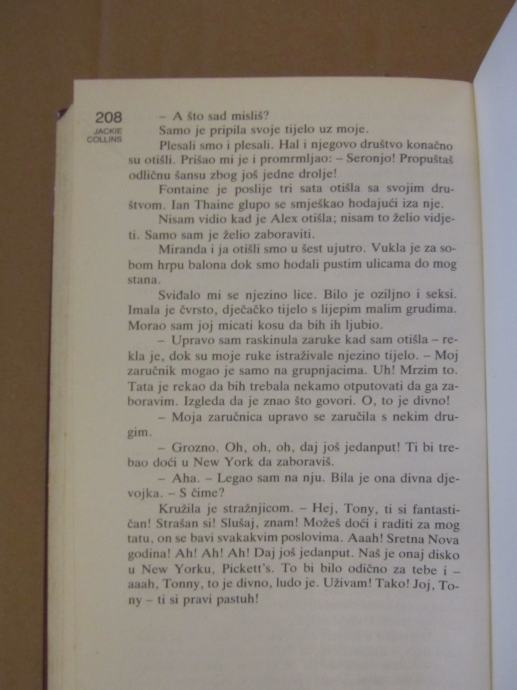 208
JACKIE
COLLINS
– A što sad misliš?
Samo je pripila svoje tijelo uz moje.
Plesali smo i plesali. Hal i njegovo društvo konačno
su otišli. Prišao mi je i promrmljao: – Seronjo! Propuštaš
odličnu šansu zbog još jedne drolje!
Fontaine je poslije tri sata otišla sa svojim dru-
štvom. Ian Thaine glupo se smješkao hodajući iza nje.
Nisam vidio kad je Alex otišla; nisam to želio vidje-
ti. Samo sam je želio zaboraviti.
Miranda i ja otišli smo u šest ujutro. Vukla je za so-
bom hrpu balona dok smo hodali pustim ulicama do mog
stana.
Sviđalo mi se njezino lice. Bilo je oziljno i seksi.
Imala je čvrsto, dječačko tijelo s lijepim malim grudima.
Morao sam joj micati kosu da bih ih ljubio.
– Upravo sam raskinula zaruke kad sam otišla – re-
kla je, dok su moje ruke istraživale njezino tijelo. – Moj
zaručnik mogao je samo na grupnjacima. Uh! Mrzim to.
Tata je rekao da bih trebala nekamo otputovati da ga za-
boravim. Izgleda da je znao što govori. O, to je divno!
– Moja zaručnica upravo se zaručila s nekim dru-
gim.
– Grozno. Oh, oh, oh, daj još jedanput! Ti bi tre-
bao doći u New York da zaboraviš.
– Aha. – Legao sam na nju. Bila je ona divna dje-
vojka. – S čime?
Kružila je stražnjicom. – Hej, Tony, ti si fantasti-
čan! Strašan si! Slušaj, znam! Možeš doći i raditi za mog
tatu, on se bavi svakakvim poslovima. Aaah! Sretna Nova
godina! Ah! Ah! Ah! Daj još jedanput. Naš je onaj disko
u New Yorku, Pickett's. To bi bilo odično za tebe i –
aaah, Tonny, to je divno, ludo je. Uživam! Tako! Joj, To-
ny – ti si pravi pastuh!